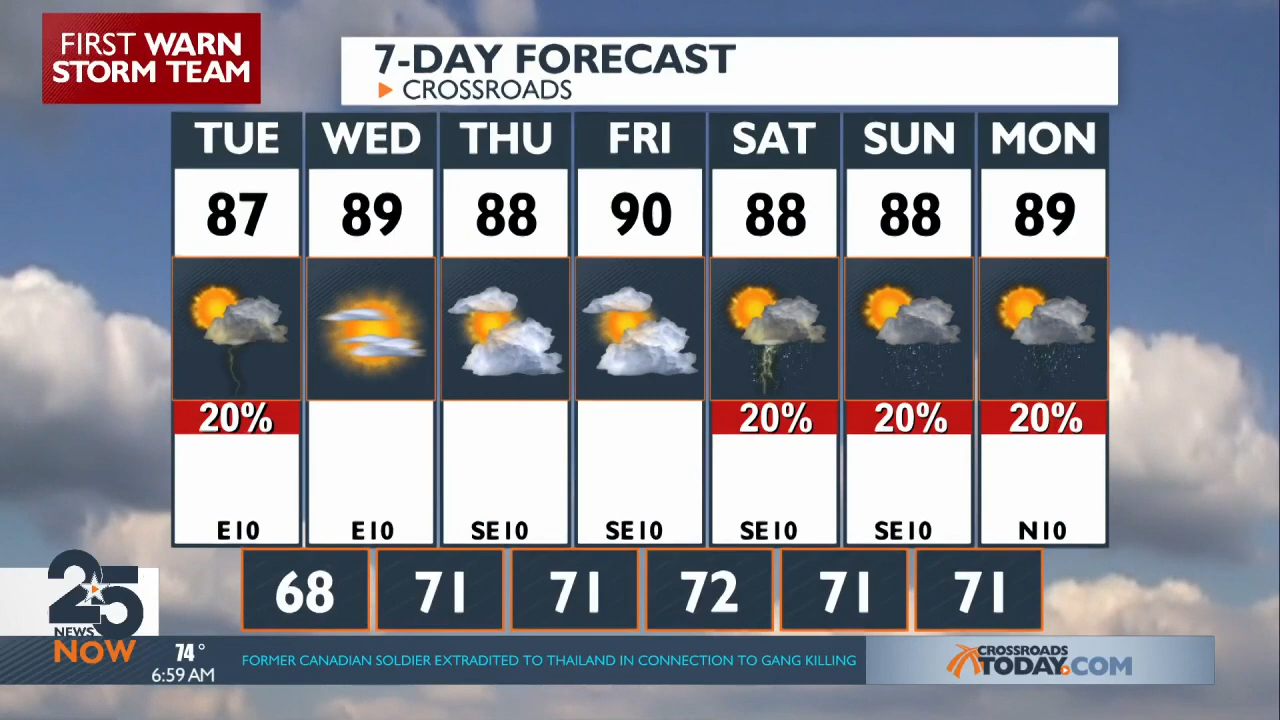 FIRST WARN
STORM TEAM
7-DAY FORECAST
CROSSROADS
TUE WED THU FRI SAT SUN MON
87 89 88 90 88 88 89
20% 20% 20% 20%
E10 E10 SE10 SE10 SE10 SE10 N10
68 71 71 72 71 71
25
NEWS
NOW
74°
6:59 AM
FORMER CANADIAN SOLDIER EXTRADITED TO THAILAND IN CONNECTION TO GANG KILLING
CROSSROADS
TODAY.COM